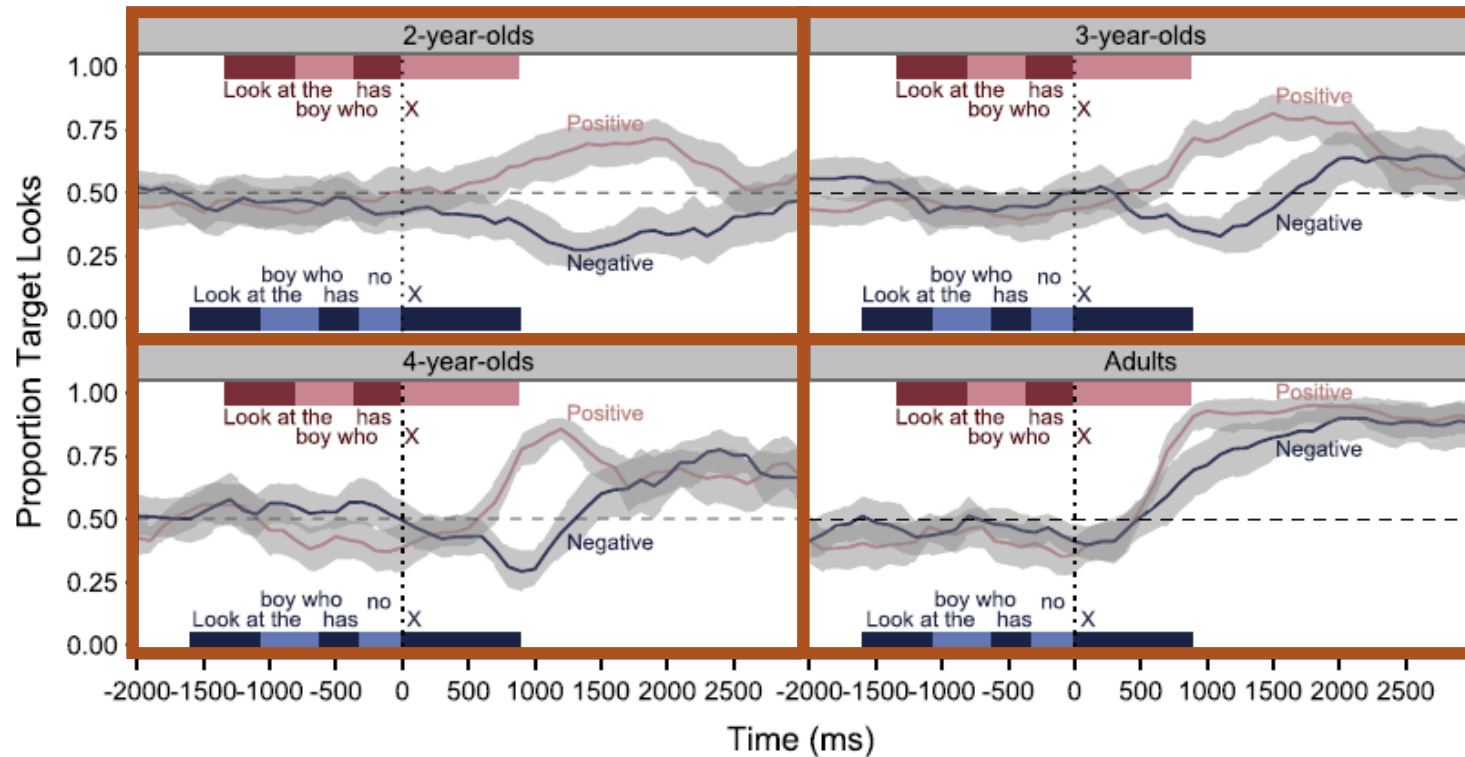 2-year-olds
3-year-olds
1.00
0.75
0.50
0.25
0.00
Look at the has
boy who X
Positive
Negative
boy who no
Look at the has X
Look at the has
boy who X
Positive
Negative
boy who no
Look at the has X
4-year-olds
Adults
1.00
0.75
0.50
0.25
0.00
Look at the has
boy who X
Positive
Negative
boy who no
Look at the has X
Look at the has
boy who X
Positive
Negative
boy who no
Look at the has X
-2000 -1500 -1000 -500 0 500 1000 1500 2000 2500 -2000 -1500 -1000 -500 0 500 1000 1500 2000 2500
Time (ms)
Proportion Target Looks